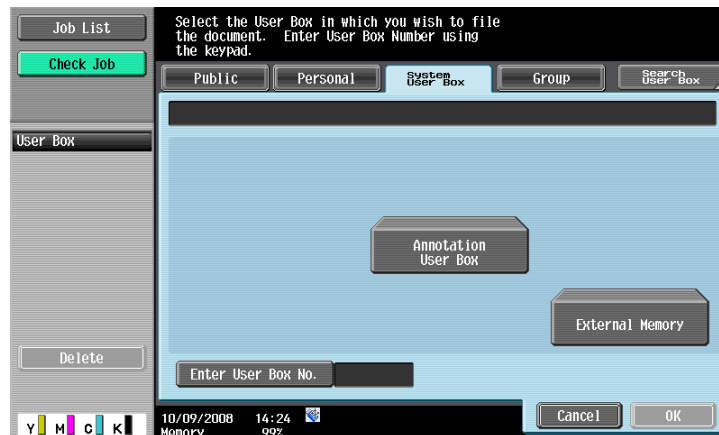 Job List
Check Job
Select the User Box in which you wish to file
the document. Enter User Box Number using
the keypad.
Public
Personal
System
User Box
Group
Search
User Box
User Box
Annotation
User Box
External Memory
Delete
Enter User Box No.
Y M C K
10/09/2008 14:24
Memory 99%
Cancel
OK